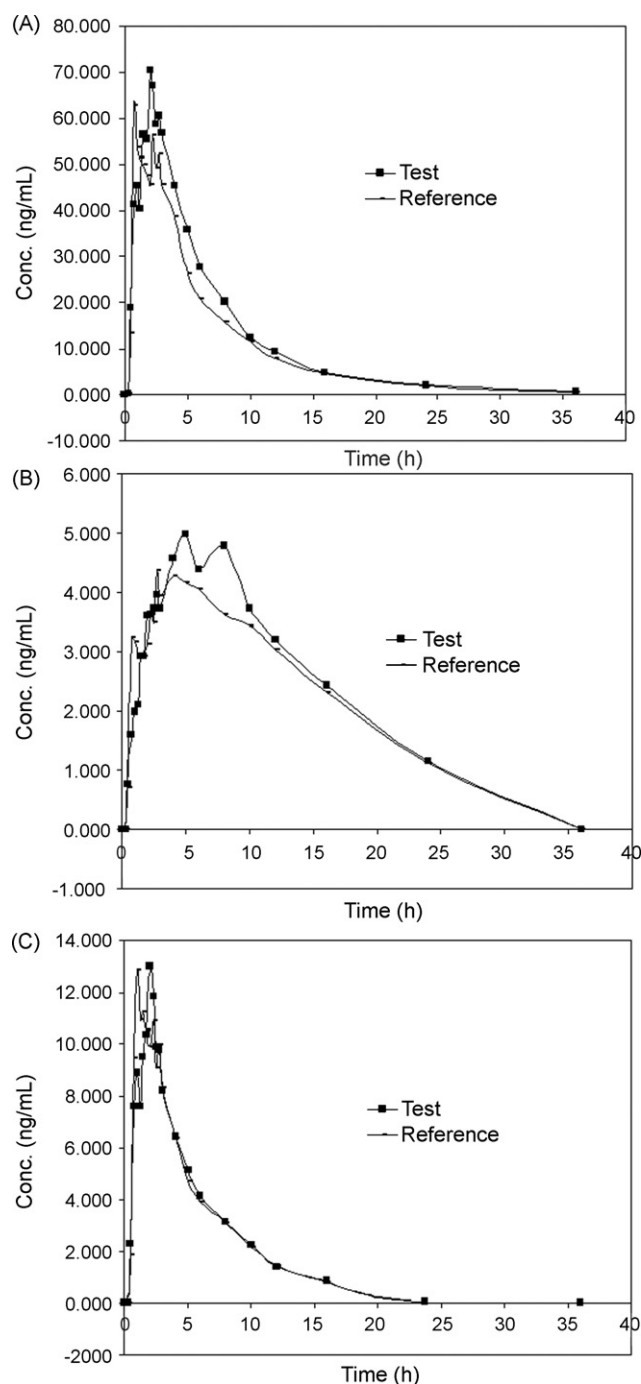 (A)
80.000
70.000
60.000
50.000
40.000
30.000
20.000
10.000
0.000
-10.000
Conc. (ng/mL)
Test
Reference
0 5 10 15 20 25 30 35 40
Time (h)
(B)
6.000
5.000
4.000
3.000
2.000
1.000
0.000
-1.000
Conc. (ng/mL)
Test
Reference
0 5 10 15 20 25 30 35 40
Time (h)
(C)
14.000
12.000
10.000
8.000
6.000
4.000
2.000
0.000
-2000
Conc. (ng/mL)
Test
Reference
0 5 10 15 20 25 30 35 40
Time (h)